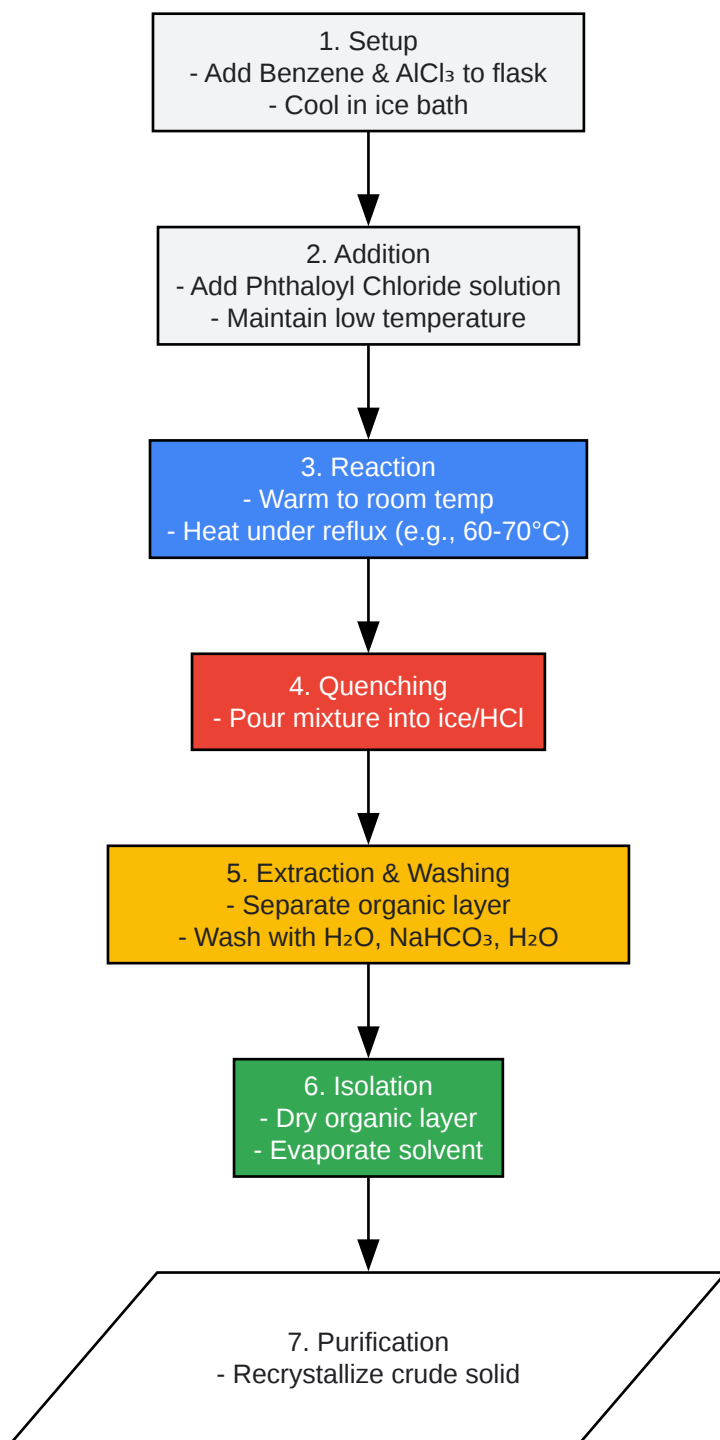 1. Setup
- Add Benzene & AlCl₃ to flask
- Cool in ice bath
2. Addition
- Add Phthaloyl Chloride solution
- Maintain low temperature
3. Reaction
- Warm to room temp
- Heat under reflux (e.g., 60-70°C)
4. Quenching
- Pour mixture into ice/HCl
5. Extraction & Washing
- Separate organic layer
- Wash with H₂O, NaHCO₃, H₂O
6. Isolation
- Dry organic layer
- Evaporate solvent
7. Purification
- Recrystallize crude solid